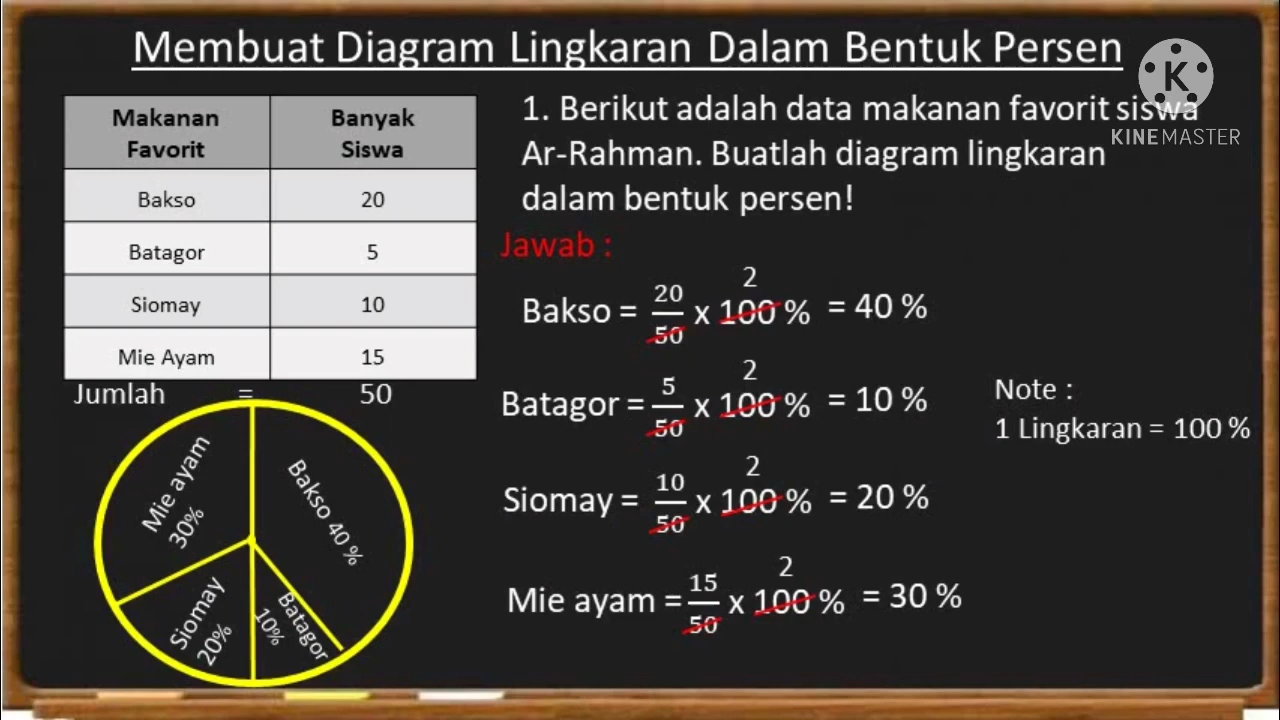 Membuat Diagram Lingkaran Dalam Bentuk Persen
K
KINEMASTER
Makanan Favorit Banyak Siswa
Bakso 20
Batagor 5
Siomay 10
Mie Ayam 15
Jumlah = 50
1. Berikut adalah data makanan favorit siswa
Ar-Rahman. Buatlah diagram lingkaran
dalam bentuk persen!
Jawab :
2
Bakso = 20/50 x 100 % = 40 %
2
Batagor = 5/50 x 100 % = 10 %
2
Siomay = 10/50 x 100 % = 20 %
2
Mie ayam = 15/50 x 100 % = 30 %
Note :
1 Lingkaran = 100 %
Mie ayam
30%
Bakso 40 %
Siomay
20%
Batagor
10%